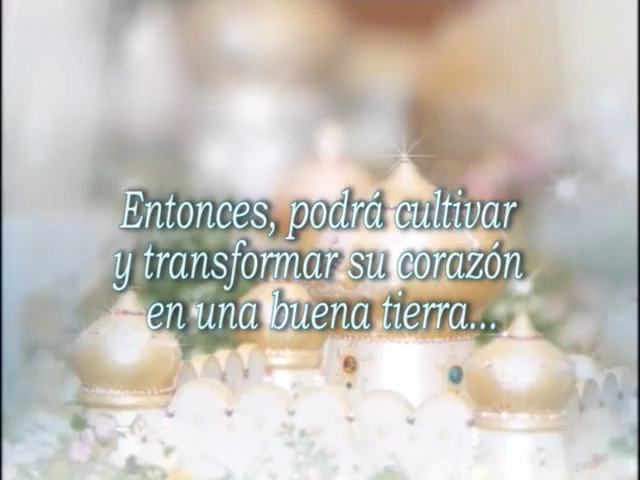 Entonces, podrá cultivar
y transformar su corazón
en una buena tierra...